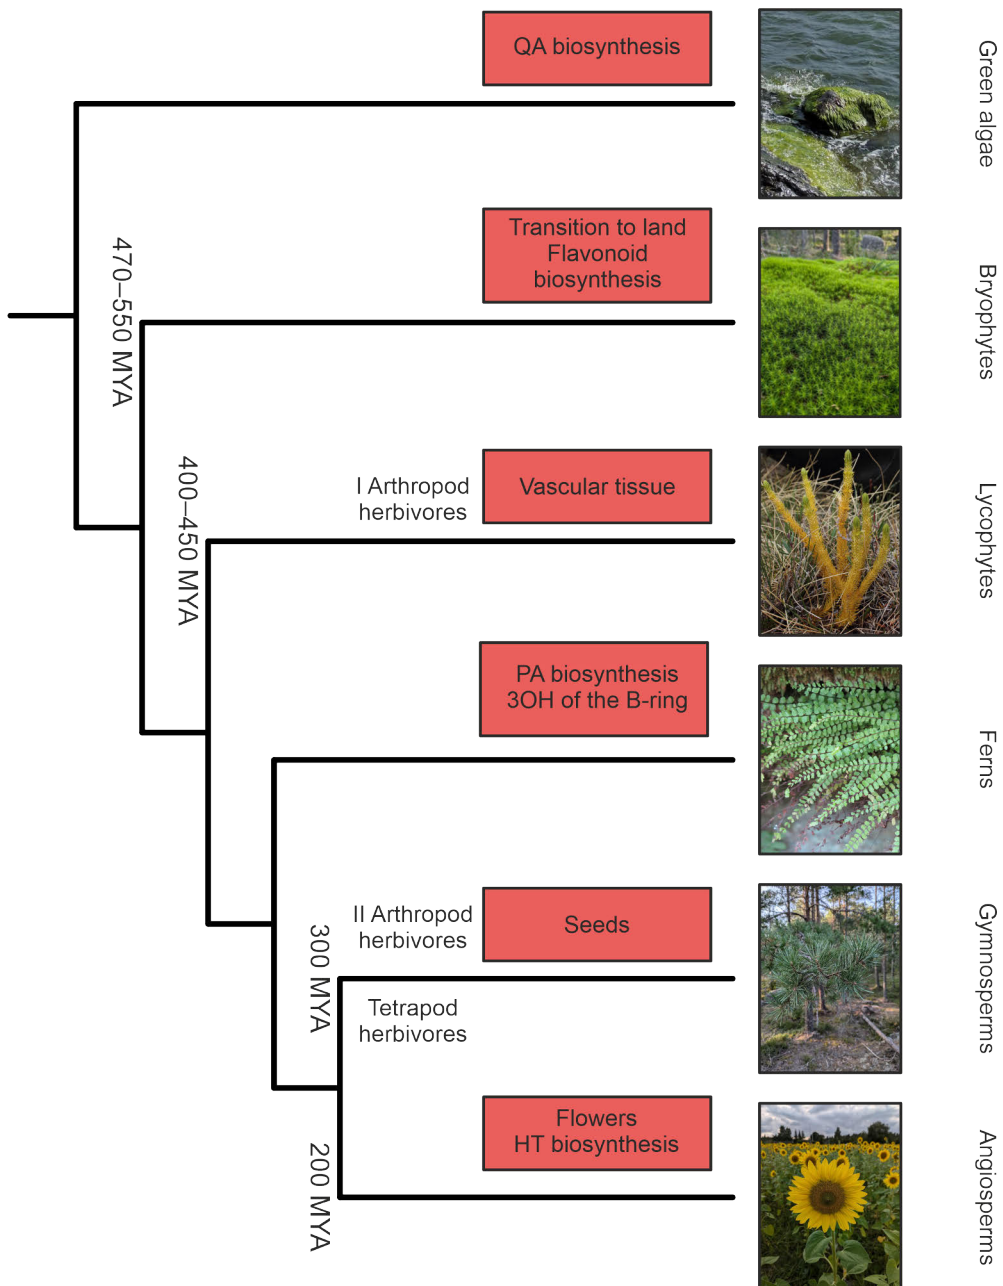 QA biosynthesis
Green algae
470–550 MYA
Transition to land
Flavonoid
biosynthesis
Bryophytes
400–450 MYA
I Arthropod
herbivores
Vascular tissue
Lycophytes
PA biosynthesis
3OH of the B-ring
Ferns
300 MYA
II Arthropod
herbivores
Seeds
Gymnosperms
Tetrapod
herbivores
200 MYA
Flowers
HT biosynthesis
Angiosperms